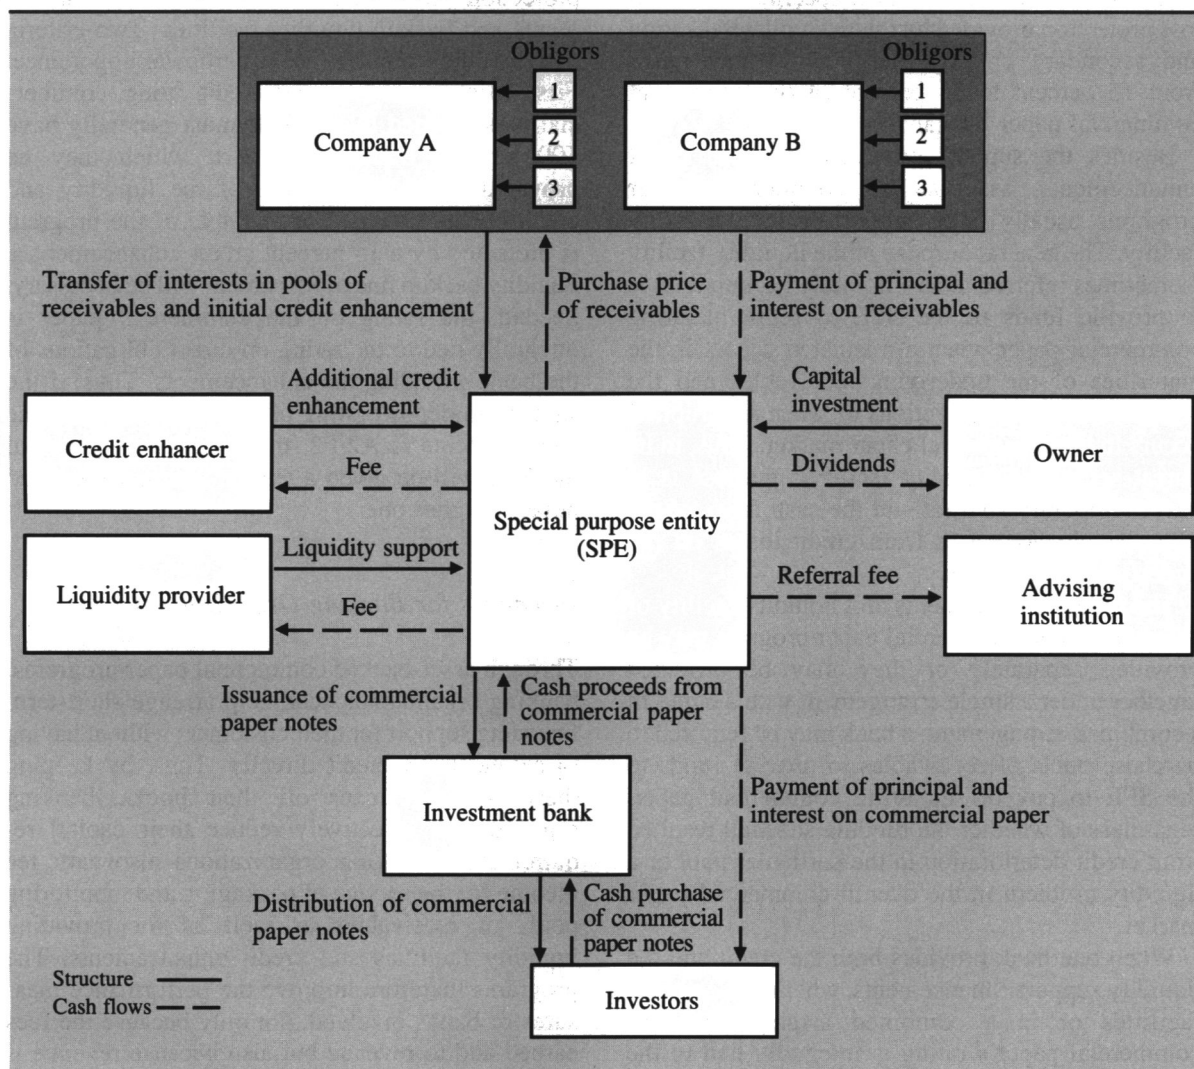 Obligors
Obligors
Company A
1
2
3
Company B
1
2
3
Transfer of interests in pools of
receivables and initial credit enhancement
Purchase price
of receivables
Payment of principal and
interest on receivables
Additional credit
enhancement
Capital
investment
Credit enhancer
Fee
Dividends
Owner
Special purpose entity
(SPE)
Liquidity provider
Liquidity support
Fee
Referral fee
Advising
institution
Issuance of commercial
paper notes
Cash proceeds from
commercial paper
notes
Investment bank
Payment of principal and
interest on commercial paper
Distribution of commercial
paper notes
Cash purchase
of commercial
paper notes
Structure
Cash flows
Investors